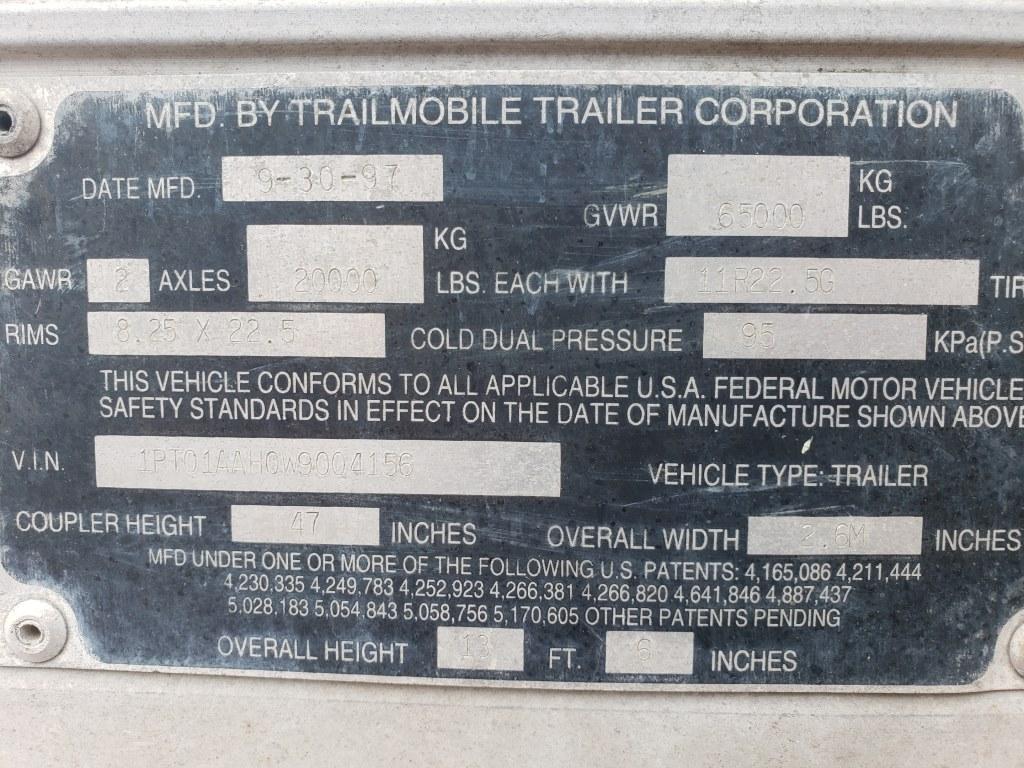 MFD. BY TRAILMOBILE TRAILER CORPORATION
DATE MFD. 9-30-97
GVWR 65000 KG LBS.
GAWR 2 AXLES 20000 KG LBS. EACH WITH 11R22.5G TIR
RIMS 8.25 X 22.5 COLD DUAL PRESSURE 95 KPa(P.S
THIS VEHICLE CONFORMS TO ALL APPLICABLE U.S.A. FEDERAL MOTOR VEHICLE
SAFETY STANDARDS IN EFFECT ON THE DATE OF MANUFACTURE SHOWN ABOVE
V.I.N. 1PT01AAH0W9004156 VEHICLE TYPE: TRAILER
COUPLER HEIGHT 47 INCHES OVERALL WIDTH 2.6M INCHES
MFD UNDER ONE OR MORE OF THE FOLLOWING U.S. PATENTS: 4,165,086 4,211,444
4,230,335 4,249,783 4,252,923 4,266,381 4,266,820 4,641,846 4,887,437
5,028,183 5,054,843 5,058,756 5,170,605 OTHER PATENTS PENDING
OVERALL HEIGHT 13 FT. 6 INCHES